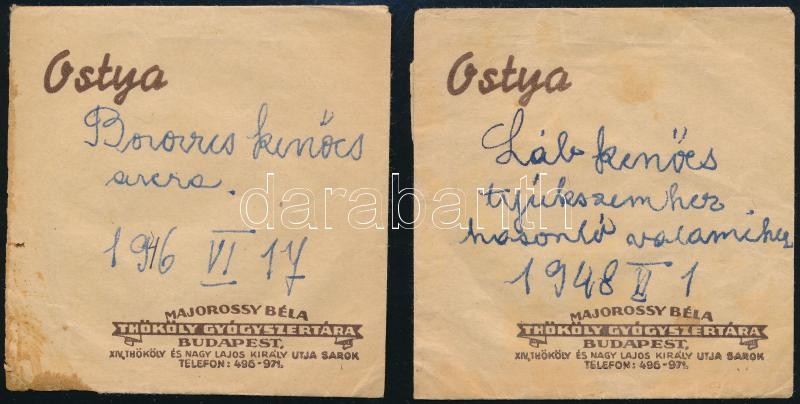 Ostya
Borovics kenőcs
arcra.
1946 VI 17
MAJOROSSY BÉLA
THÖKÖLY GYÓGYSZERTÁRA
BUDAPEST,
XIV, THÖKÖLY ÉS NAGY LAJOS KIRÁLY UTJA SAROK
TELEFON: 496-971.
Ostya
Láb kenőcs
tyúkszemhez
hasonló valamihez
1948 II 1
MAJOROSSY BÉLA
THÖKÖLY GYÓGYSZERTÁRA
BUDAPEST,
XIV, THÖKÖLY ÉS NAGY LAJOS KIRÁLY UTJA SAROK
TELEFON: 496-971.
darabanth